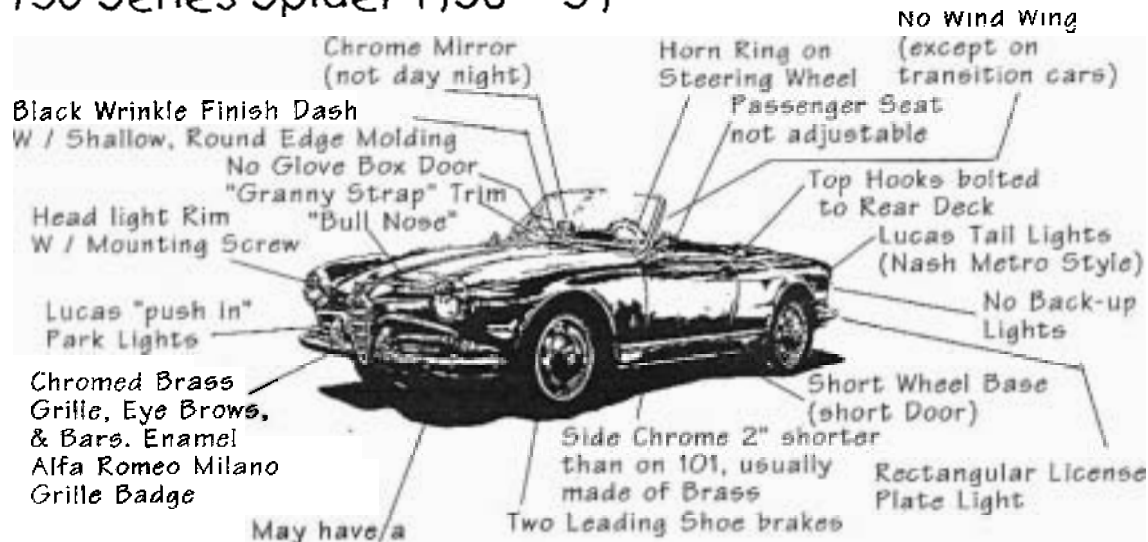 750 Series Spider 1956 - 59
No Wind Wing
(except on
transition cars)
Chrome Mirror
(not day night)
Horn Ring on
Steering Wheel
Passenger Seat
not adjustable
Black Wrinkle Finish Dash
W / Shallow, Round Edge Molding
No Glove Box Door
"Granny Strap" Trim
"Bull Nose"
Head light Rim
W / Mounting Screw
Top Hooks bolted
to Rear Deck
Lucas Tail Lights
(Nash Metro Style)
No Back-up
Lights
Lucas "push in"
Park Lights
Chromed Brass
Grille, Eye Brows,
& Bars. Enamel
Alfa Romeo Milano
Grille Badge
Short Wheel Base
(short Door)
Side Chrome 2" shorter
than on 101, usually
made of Brass
Rectangular License
Plate Light
Two Leading Shoe brakes
May have a